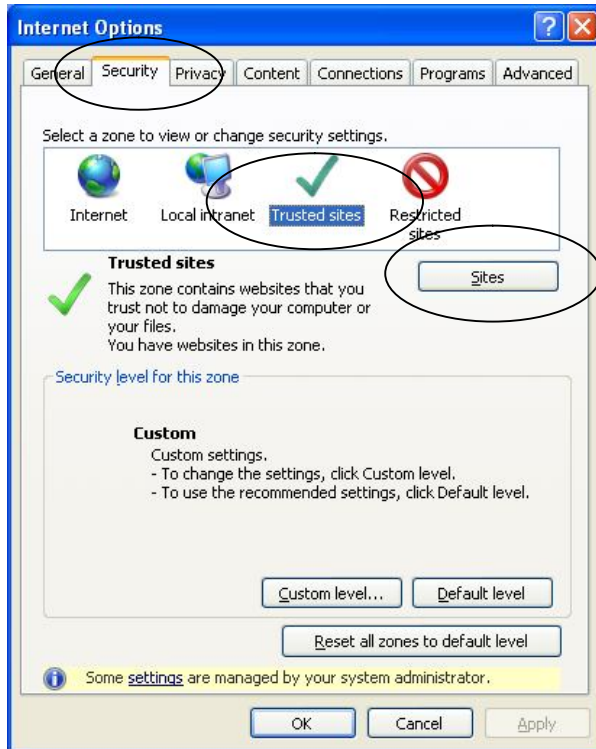 Internet Options
General Security Privacy Content Connections Programs Advanced
Select a zone to view or change security settings.
Internet Local intranet Trusted sites Restricted
sites
Trusted sites
Sites
This zone contains websites that you
trust not to damage your computer or
your files.
You have websites in this zone.
Security level for this zone
Custom
Custom settings.
- To change the settings, click Custom level.
- To use the recommended settings, click Default level.
Custom level... Default level
Reset all zones to default level
Some settings are managed by your system administrator.
OK Cancel Apply